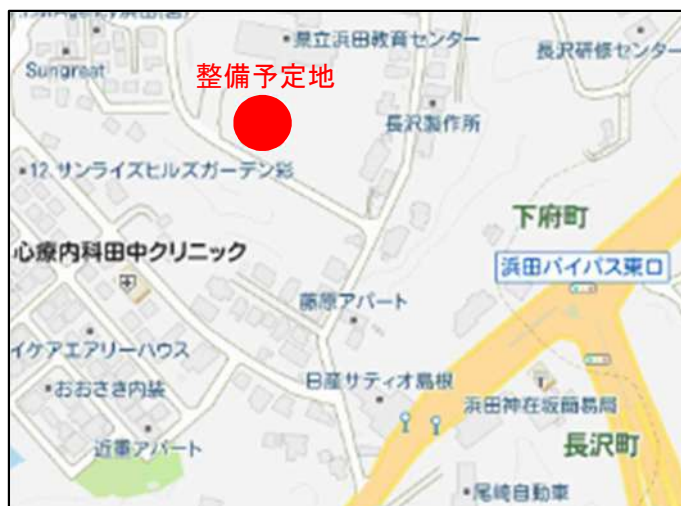 県立浜田教育センター
長沢研修センター
Sungreat
整備予定地
長沢製作所
12 サンライズヒルズガーデン彩
下府町
心療内科田中クリニック
浜田バイパス東口
藤原アパート
イケアエアリーハウス
日産サティオ島根
おおさき内装
浜田神在坂簡易局
近重アパート
長沢町
尾崎自動車